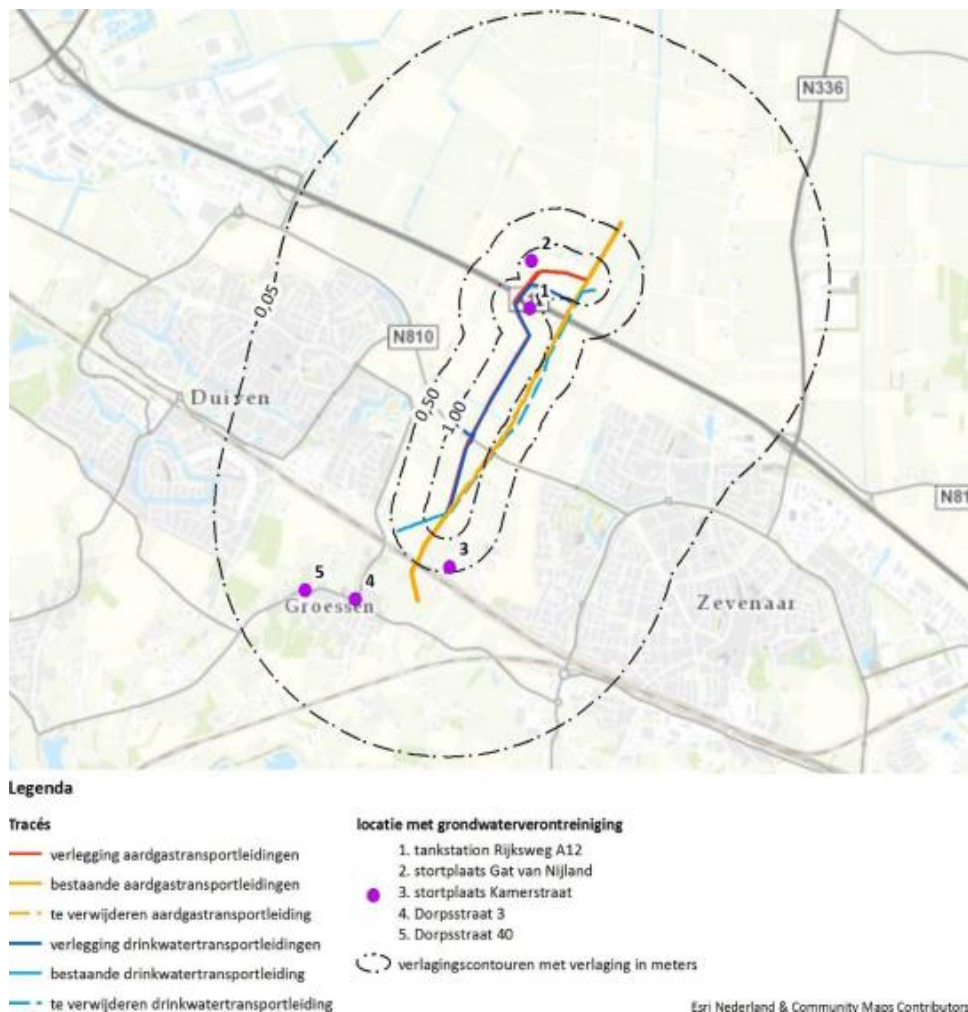 N336
2
1
0,05
N810
Duiven
0,50
1,00
N81
3
5
4
Groessen
Zevenaar
Legenda
Tracés
verlegging aardgastransportleidingen
bestaande aardgastransportleidingen
te verwijderen aardgastransportleiding
verlegging drinkwatertransportleidingen
bestaande drinkwatertransportleiding
te verwijderen drinkwatertransportleiding
locatie met grondwaterverontreiniging
1. tankstation Rijksweg A12
2. stortplaats Gat van Nijland
3. stortplaats Kamerstraat
4. Dorpsstraat 3
5. Dorpsstraat 40
verlagingscontouren met verlaging in meters
Esri Nederland & Community Maps Contributors